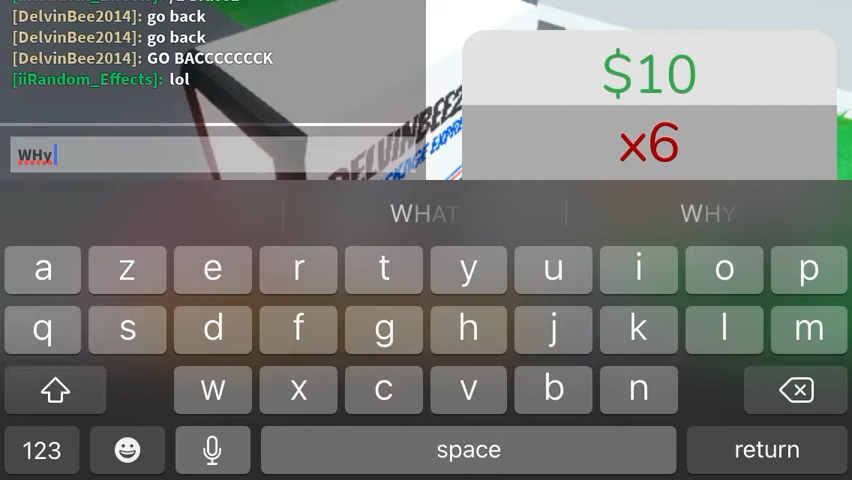 [DelvinBee2014]: go back
[DelvinBee2014]: go back
[DelvinBee2014]: GO BACCCCCCCK
[iiRandom_Effects]: lol
WHy
DELVINBEE2
$10
x6
WHAT
WHY
a z e r t y u i o p
q s d f g h j k l m
w x c v b n
123
space
return